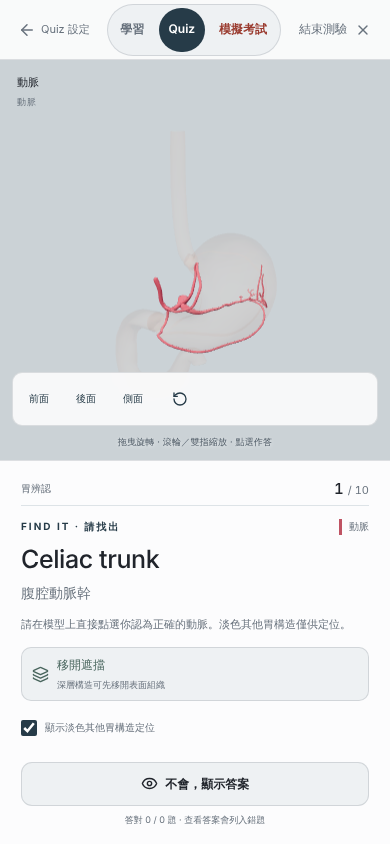 Quiz 設定
學習
Quiz
模擬考試
結束測驗
動脈
動脈
前面
後面
側面
拖曳旋轉 · 滾輪／雙指縮放 · 點選作答
胃辨認
1 / 10
FIND IT · 請找出
動脈
Celiac trunk
腹腔動脈幹
請在模型上直接點選你認為正確的動脈。淡色其他胃構造僅供定位。
移開遮擋
深層構造可先移開表面組織
顯示淡色其他胃構造定位
不會，顯示答案
答對 0 / 0 題 · 查看答案會列入錯題